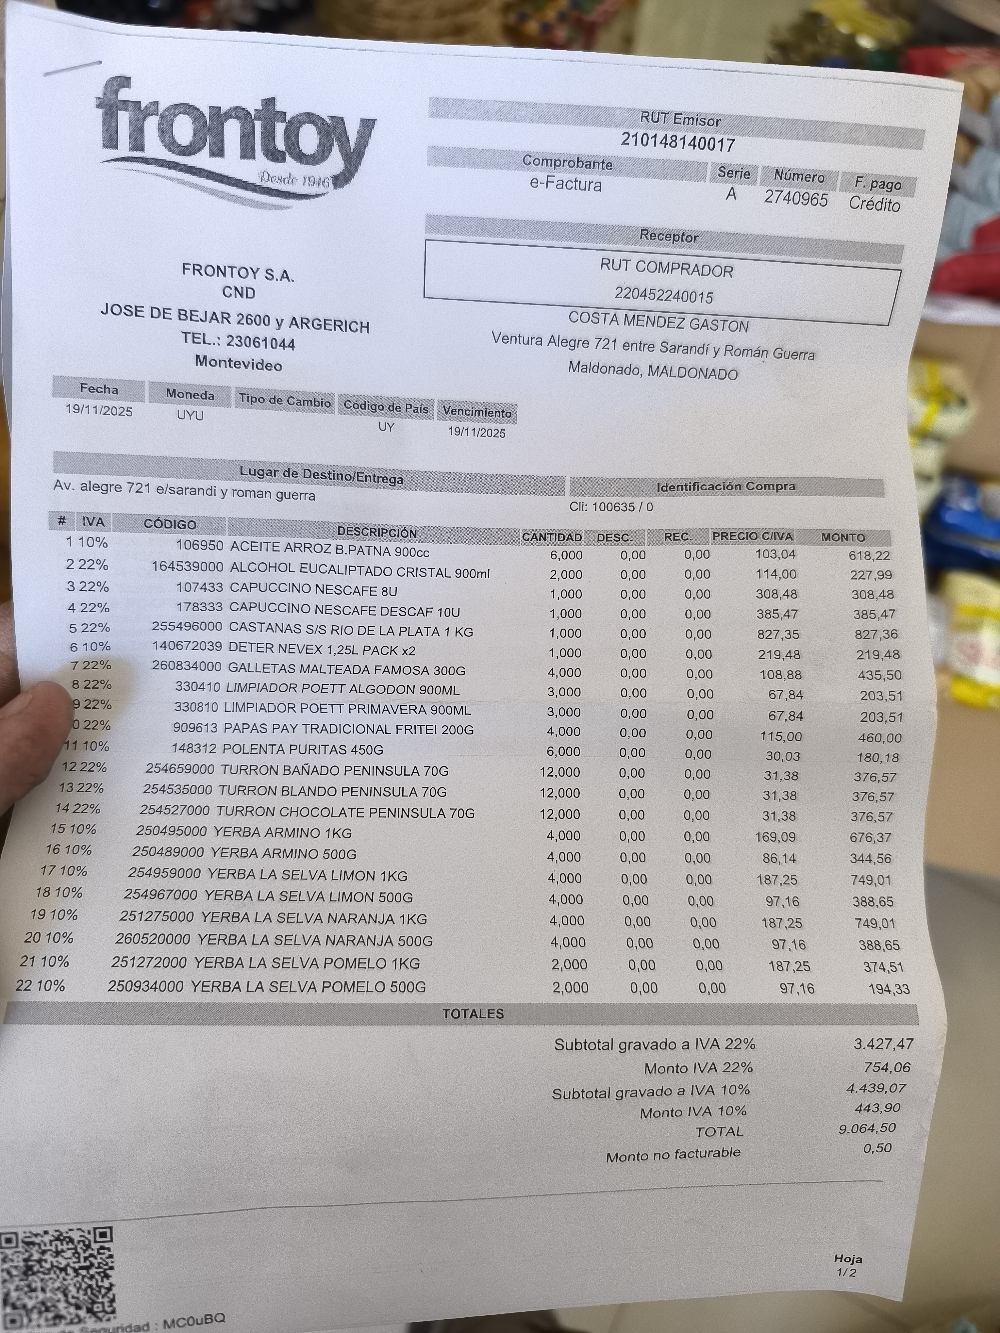 frontoy
Desde 1946
RUT Emisor
210148140017
Comprobante Serie Número F. pago
e-Factura A 2740965 Crédito
Receptor
RUT COMPRADOR
220452240015
COSTA MENDEZ GASTON
Ventura Alegre 721 entre Sarandí y Román Guerra
Maldonado, MALDONADO
FRONTOY S.A.
CND
JOSE DE BEJAR 2600 y ARGERICH
TEL.: 23061044
Montevideo
Fecha Moneda Tipo de Cambio Código de País Vencimiento
19/11/2025 UYU UY 19/11/2025
Lugar de Destino/Entrega Identificación Compra
Av. alegre 721 e/sarandi y roman guerra Cli: 100635 / 0
# IVA CÓDIGO DESCRIPCIÓN CANTIDAD DESC. REC. PRECIO C/IVA MONTO
1 10% 106950 ACEITE ARROZ B.PATNA 900cc 6,000 0,00 0,00 103,04 618,22
2 22% 164539000 ALCOHOL EUCALIPTADO CRISTAL 900ml 2,000 0,00 0,00 114,00 227,99
3 22% 107433 CAPUCCINO NESCAFE 8U 1,000 0,00 0,00 308,48 308,48
4 22% 178333 CAPUCCINO NESCAFE DESCAF 10U 1,000 0,00 0,00 385,47 385,47
5 22% 255496000 CASTANAS S/S RIO DE LA PLATA 1 KG 1,000 0,00 0,00 827,35 827,36
6 10% 140672039 DETER NEVEX 1,25L PACK x2 1,000 0,00 0,00 219,48 219,48
7 22% 260834000 GALLETAS MALTEADA FAMOSA 300G 4,000 0,00 0,00 108,88 435,50
8 22% 330410 LIMPIADOR POETT ALGODON 900ML 3,000 0,00 0,00 67,84 203,51
9 22% 330810 LIMPIADOR POETT PRIMAVERA 900ML 3,000 0,00 0,00 67,84 203,51
0 22% 909613 PAPAS PAY TRADICIONAL FRITEI 200G 4,000 0,00 0,00 115,00 460,00
11 10% 148312 POLENTA PURITAS 450G 6,000 0,00 0,00 30,03 180,18
12 22% 254659000 TURRON BAÑADO PENINSULA 70G 12,000 0,00 0,00 31,38 376,57
13 22% 254535000 TURRON BLANDO PENINSULA 70G 12,000 0,00 0,00 31,38 376,57
14 22% 254527000 TURRON CHOCOLATE PENINSULA 70G 12,000 0,00 0,00 31,38 376,57
15 10% 250495000 YERBA ARMINO 1KG 4,000 0,00 0,00 169,09 676,37
16 10% 250489000 YERBA ARMINO 500G 4,000 0,00 0,00 86,14 344,56
17 10% 254959000 YERBA LA SELVA LIMON 1KG 4,000 0,00 0,00 187,25 749,01
18 10% 254967000 YERBA LA SELVA LIMON 500G 4,000 0,00 0,00 97,16 388,65
19 10% 251275000 YERBA LA SELVA NARANJA 1KG 4,000 0,00 0,00 187,25 749,01
20 10% 260520000 YERBA LA SELVA NARANJA 500G 4,000 0,00 0,00 97,16 388,65
21 10% 251272000 YERBA LA SELVA POMELO 1KG 2,000 0,00 0,00 187,25 374,51
22 10% 250934000 YERBA LA SELVA POMELO 500G 2,000 0,00 0,00 97,16 194,33
TOTALES
Subtotal gravado a IVA 22% 3.427,47
Monto IVA 22% 754,06
Subtotal gravado a IVA 10% 4.439,07
Monto IVA 10% 443,90
TOTAL 9.064,50
Monto no facturable 0,50
Hoja
1/2
Seguridad : MC0uBQ